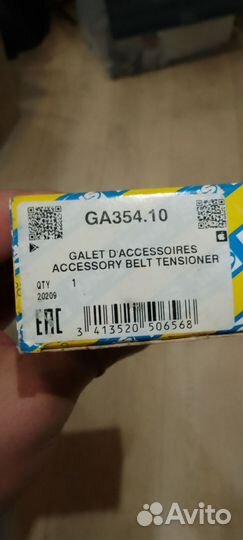 GA354.10
GALET D'ACCESSOIRES
ACCESSORY BELT TENSIONER
QTY 1
20209
EAC
3 413520 506568
Avito